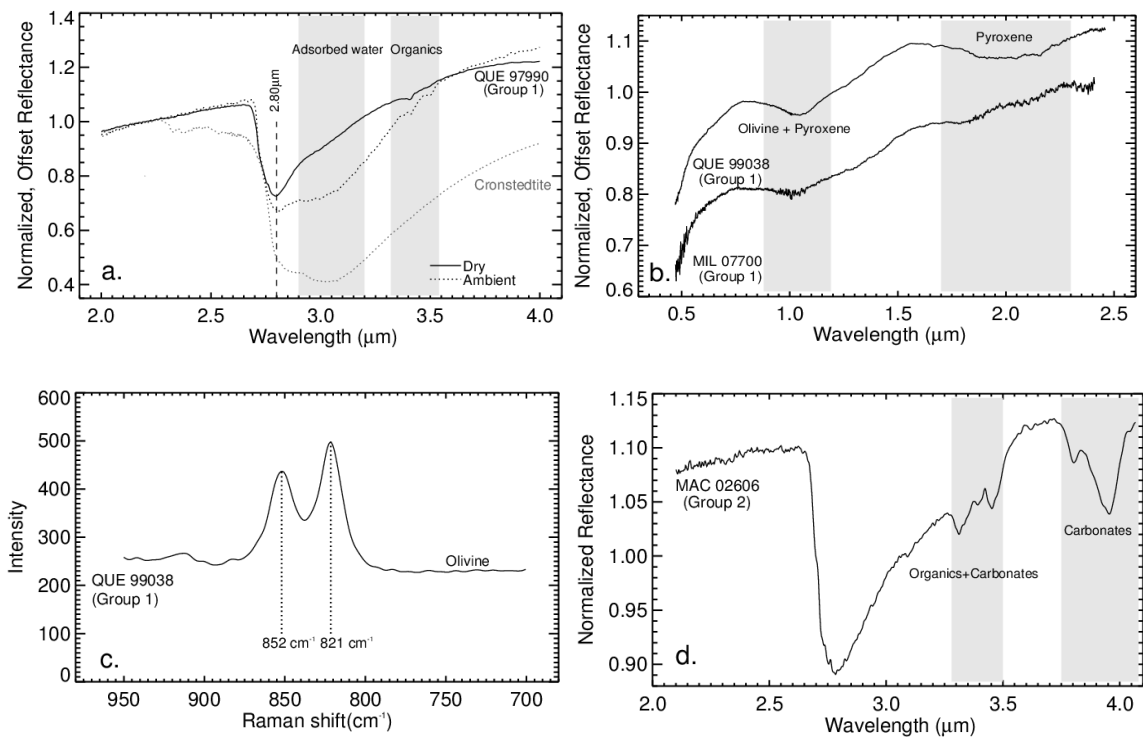 1.4
1.2
1.0
0.8
0.6
0.4
Normalized, Offset Reflectance
Adsorbed water
Organics
2.80μm
QUE 97990
(Group 1)
Cronstedtite
a.
Dry
Ambient
2.0 2.5 3.0 3.5 4.0
Wavelength (μm)
1.1
1.0
0.9
0.8
0.7
0.6
Normalized, Offset Reflectance
Pyroxene
Olivine + Pyroxene
QUE 99038
(Group 1)
MIL 07700
(Group 1)
b.
0.5 1.0 1.5 2.0 2.5
Wavelength (μm)
600
500
400
300
200
100
0
Intensity
QUE 99038
(Group 1)
Olivine
852 cm⁻¹ 821 cm⁻¹
c.
950 900 850 800 750 700
Raman shift(cm⁻¹)
1.15
1.10
1.05
1.00
0.95
0.90
Normalized Reflectance
MAC 02606
(Group 2)
Carbonates
Organics+Carbonates
d.
2.0 2.5 3.0 3.5 4.0
Wavelength (μm)